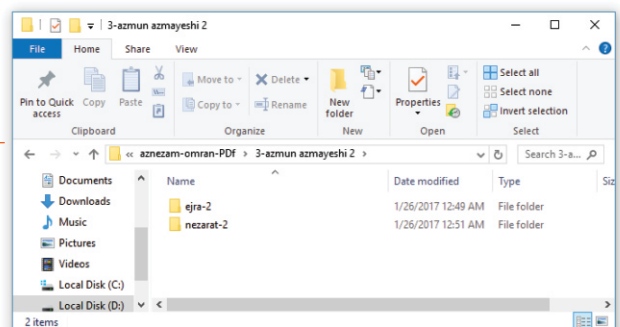 3-azmun azmayeshi 2
File Home Share View
Pin to Quick access
Copy
Paste
Move to
Copy to
Delete
Rename
New folder
Properties
Select all
Select none
Invert selection
Clipboard Organize New Open Select
« aznezam-omran-PDf › 3-azmun azmayeshi 2 › Search 3-a...
Documents
Downloads
Music
Pictures
Videos
Local Disk (C:)
Local Disk (D:)
Name Date modified Type Siz
ejra-2 1/26/2017 12:49 AM File folder
nezarat-2 1/26/2017 12:51 AM File folder
2 items